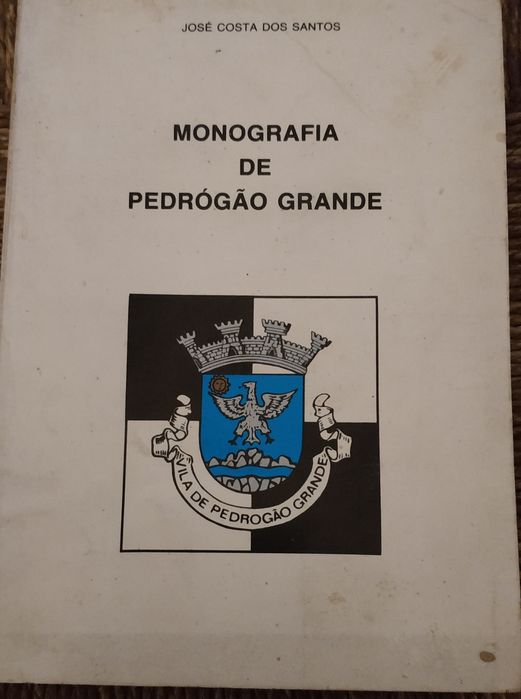 JOSÉ COSTA DOS SANTOS
MONOGRAFIA
DE
PEDRÓGÃO GRANDE
VILA DE PEDROGÃO GRANDE